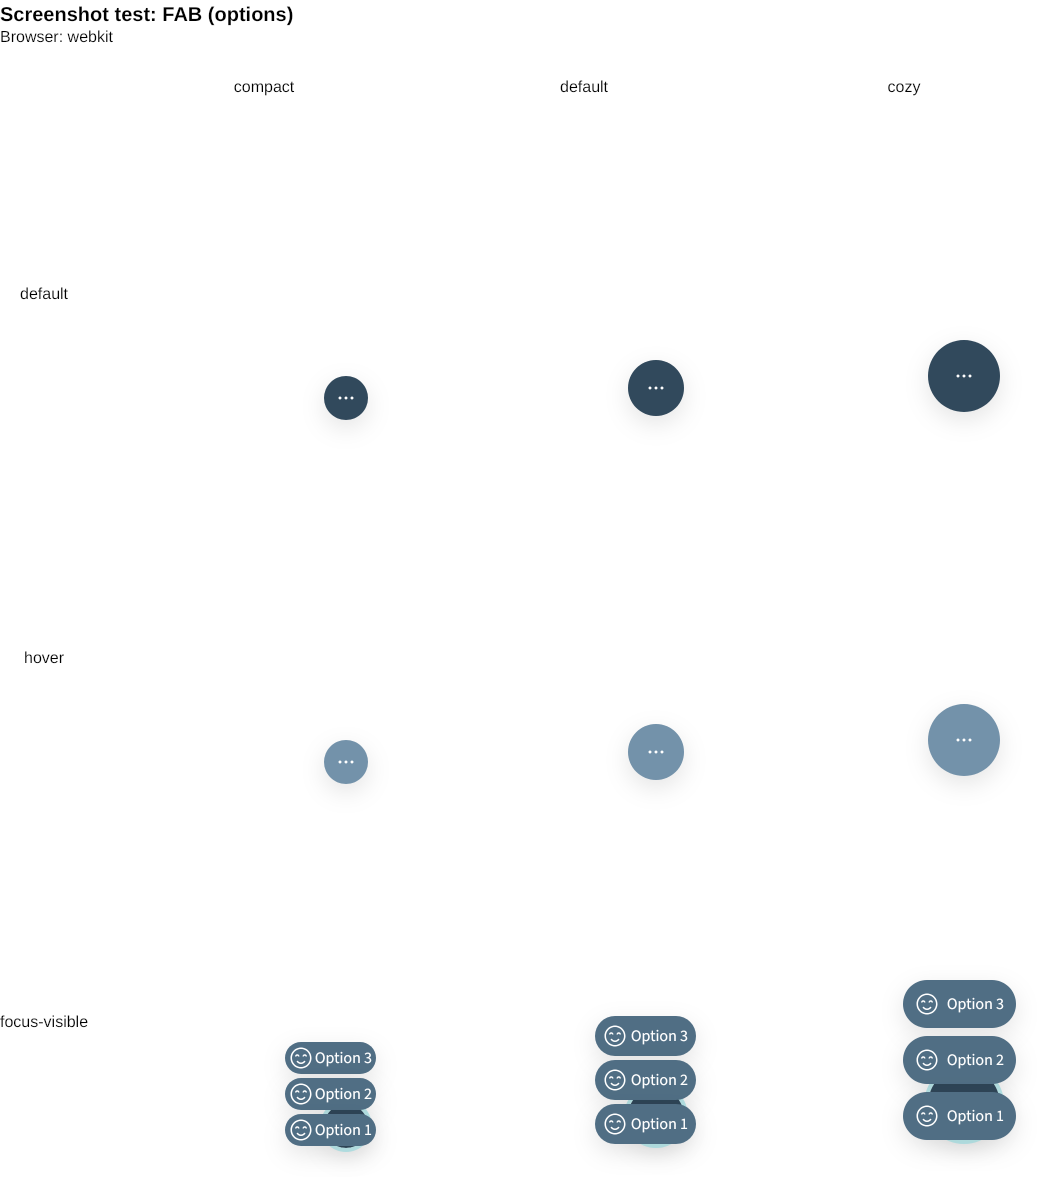 Screenshot test: FAB (options)
Browser: webkit
compact default cozy
default
hover
focus-visible
Option 3
Option 2
Option 1
Option 3
Option 2
Option 1
Option 3
Option 2
Option 1